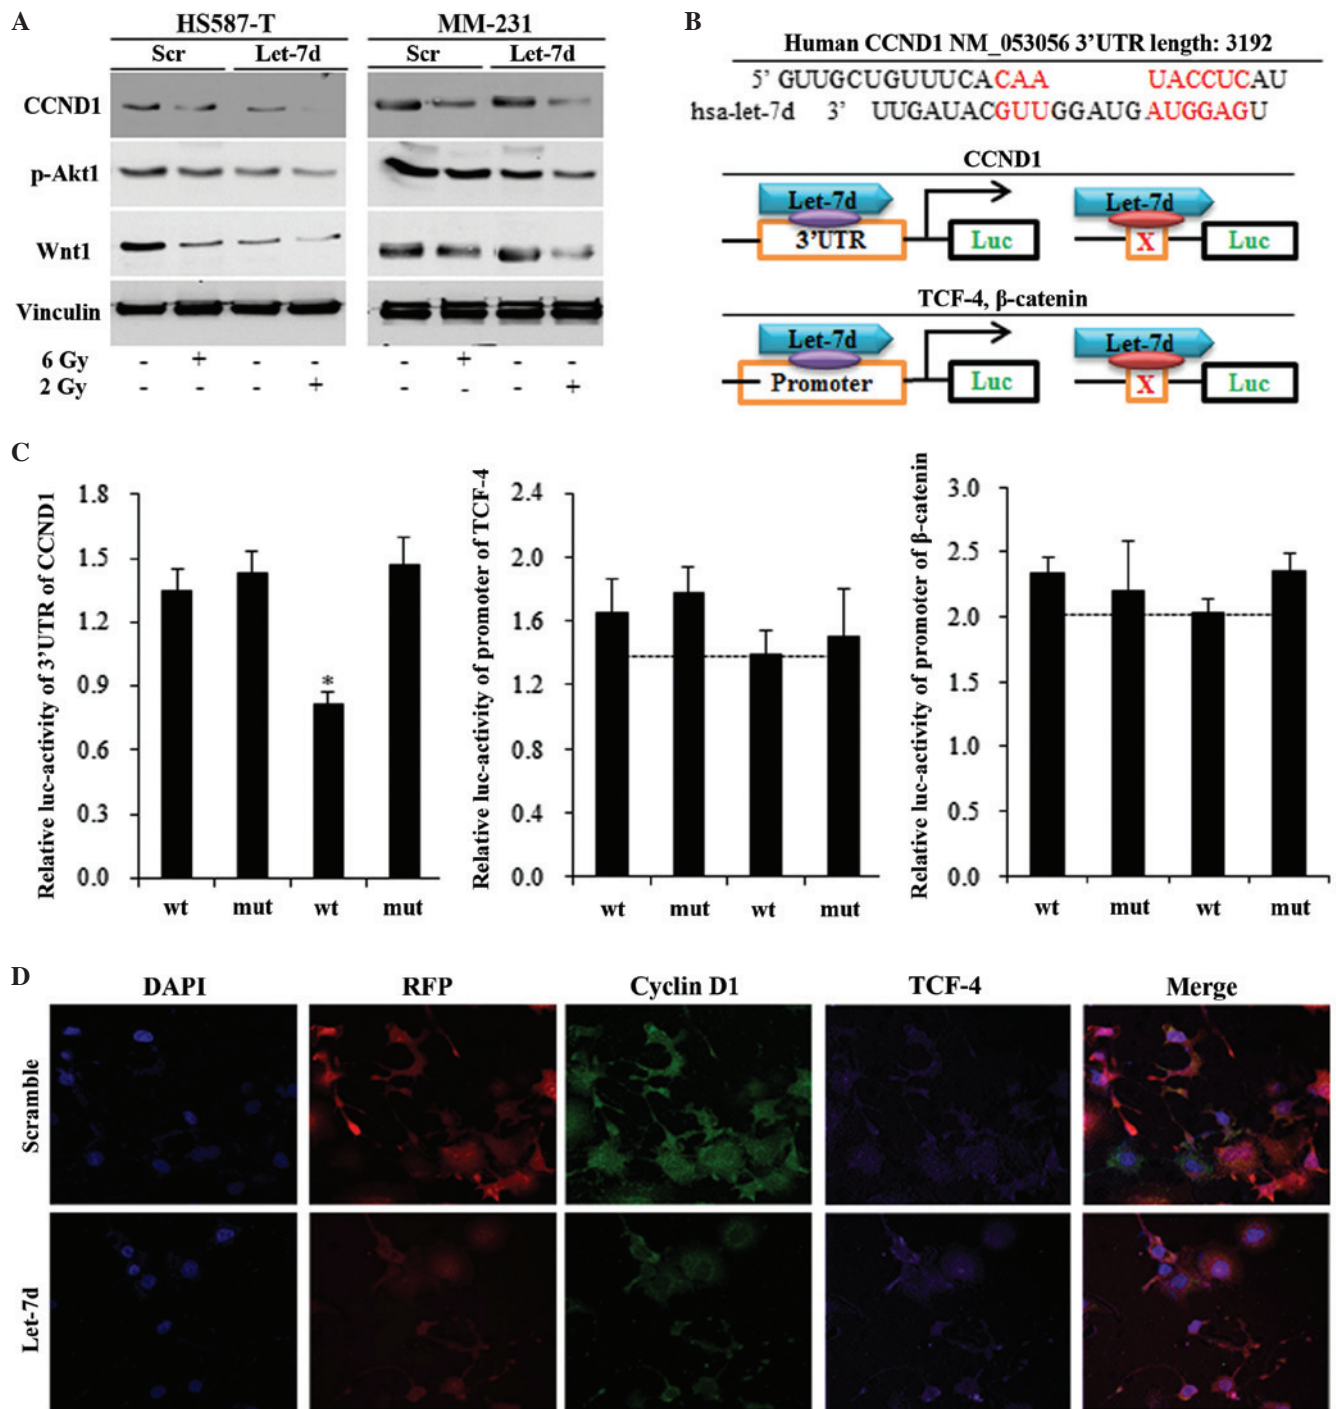 A
HS587-T
MM-231
Scr
Let-7d
Scr
Let-7d
CCND1
p-Akt1
Wnt1
Vinculin
6 Gy
- + - -
- + - -
2 Gy
- - - +
- - - +
B
Human CCND1 NM_053056 3’UTR length: 3192
5’ GUUGCUGUUUCACAA UACCUCAU
hsa-let-7d 3’ UUGAUACGUUGGAUGAUGGAGU
CCND1
Let-7d
Let-7d
3’UTR
Luc
X
Luc
TCF-4, β-catenin
Let-7d
Let-7d
Promoter
Luc
X
Luc
C
Relative luc-activity of 3’UTR of CCND1
1.8
1.5
1.2
0.9
0.6
0.3
0.0
*
wt mut wt mut
Relative luc-activity of promoter of TCF-4
2.4
2.0
1.6
1.2
0.8
0.4
0.0
wt mut wt mut
Relative luc-activity of promoter of β-catenin
3.0
2.5
2.0
1.5
1.0
0.5
0.0
wt mut wt mut
D
DAPI
RFP
Cyclin D1
TCF-4
Merge
Scramble
Let-7d